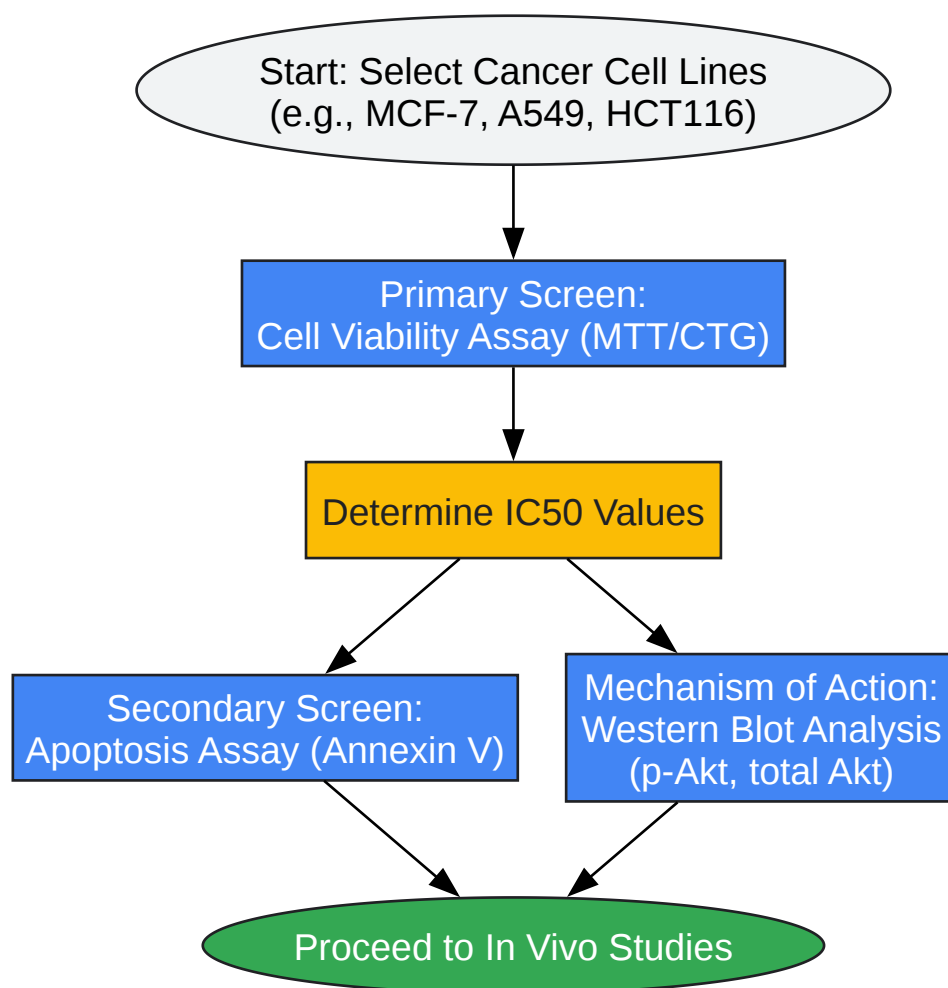 Start: Select Cancer Cell Lines
(e.g., MCF-7, A549, HCT116)
Primary Screen:
Cell Viability Assay (MTT/CTG)
Determine IC50 Values
Secondary Screen:
Apoptosis Assay (Annexin V)
Mechanism of Action:
Western Blot Analysis
(p-Akt, total Akt)
Proceed to In Vivo Studies